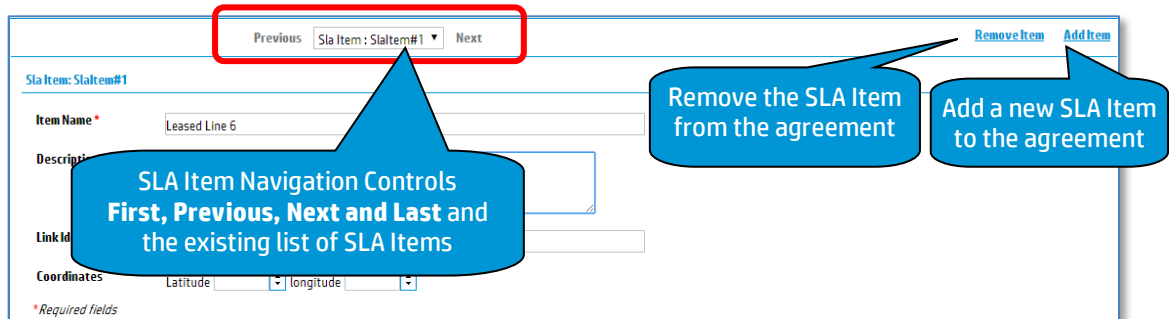 Previous Sla Item : SlaItem#1 Next Remove Item Add Item
Sla Item: SlaItem#1
Item Name * Leased Line 6
Remove the SLA Item
from the agreement
Add a new SLA Item
to the agreement
SLA Item Navigation Controls
First, Previous, Next and Last and
the existing list of SLA Items
Coordinates Latitude longitude
*Required fields